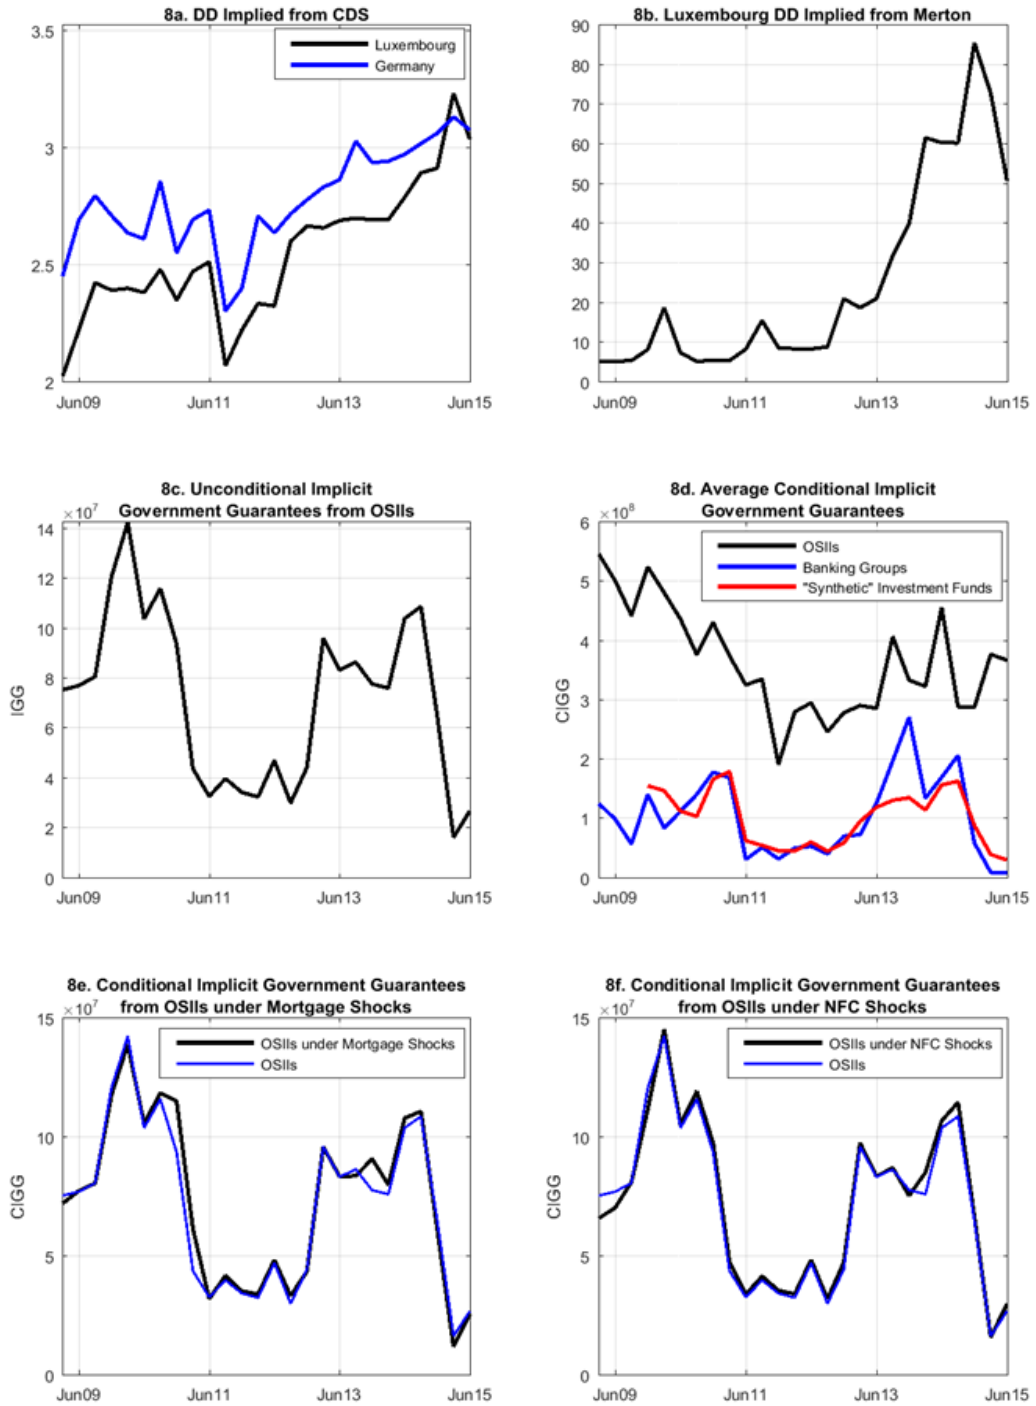 8a. DD Implied from CDS
3.5
3
2.5
2
Luxembourg
Germany
Jun09
Jun11
Jun13
Jun15
8b. Luxembourg DD Implied from Merton
90
80
70
60
50
40
30
20
10
0
Jun09
Jun11
Jun13
Jun15
8c. Unconditional Implicit
Government Guarantees from OSIIs
×10⁷
14
12
10
8
6
4
2
0
IGG
Jun09
Jun11
Jun13
Jun15
8d. Average Conditional Implicit
Government Guarantees
×10⁸
6
5
4
3
2
1
0
CIGG
OSIIs
Banking Groups
"Synthetic" Investment Funds
Jun09
Jun11
Jun13
Jun15
8e. Conditional Implicit Government Guarantees
from OSIIs under Mortgage Shocks
×10⁷
15
10
5
0
CIGG
OSIIs under Mortgage Shocks
OSIIs
Jun09
Jun11
Jun13
Jun15
8f. Conditional Implicit Government Guarantees
from OSIIs under NFC Shocks
×10⁷
15
10
5
0
CIGG
OSIIs under NFC Shocks
OSIIs
Jun09
Jun11
Jun13
Jun15